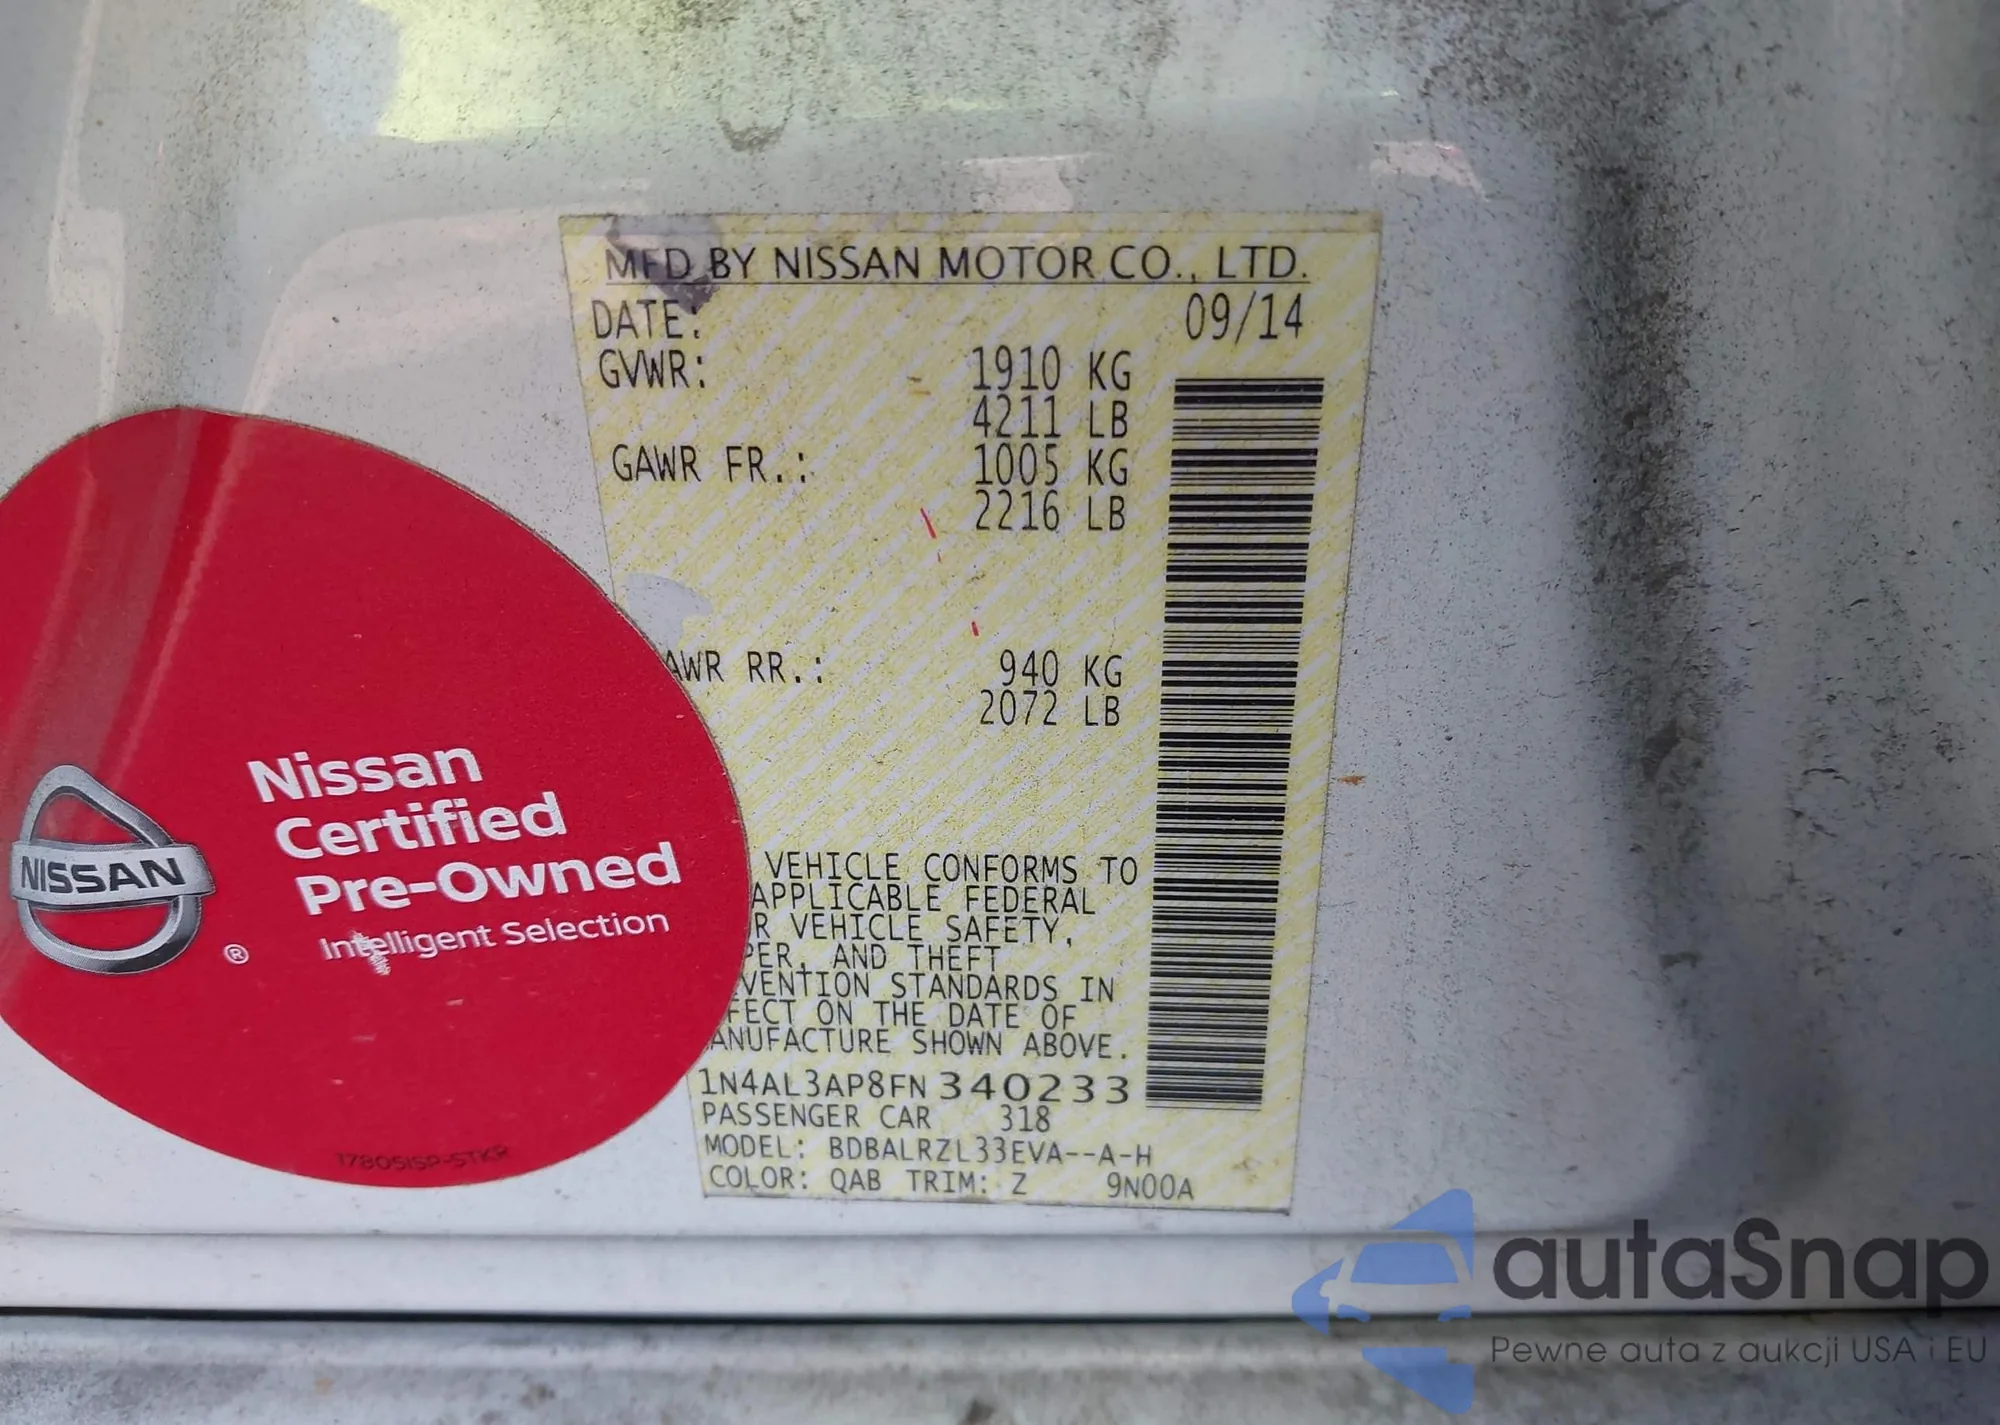 MFD BY NISSAN MOTOR CO., LTD.
DATE: 09/14
GVWR: 1910 KG
4211 LB
GAWR FR.: 1005 KG
2216 LB
AWR RR.: 940 KG
2072 LB
VEHICLE CONFORMS TO
APPLICABLE FEDERAL
R VEHICLE SAFETY,
PER, AND THEFT
VENTION STANDARDS IN
FECT ON THE DATE OF
ANUFACTURE SHOWN ABOVE.
1N4AL3AP8FN340233
PASSENGER CAR 318
MODEL: BDBALRZL33EVA--A-H
COLOR: QAB TRIM: Z 9N00A
NISSAN
®
Nissan
Certified
Pre-Owned
Intelligent Selection
17805ISP-STKR
autaSnap
Pewne auta z aukcji USA i EU